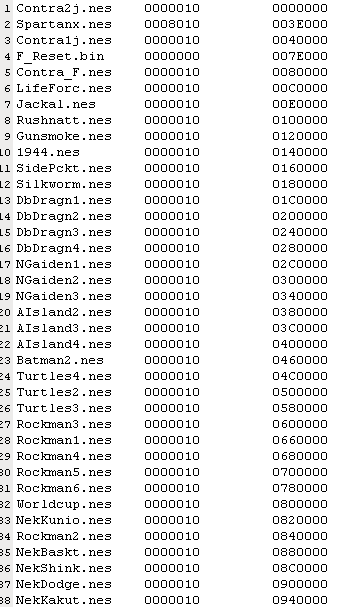 1 Contra2j.nes 0000010 0000000
2 Spartanx.nes 0008010 003E000
3 Contra1j.nes 0000010 0040000
4 F_Reset.bin 0000000 007E000
5 Contra_F.nes 0000010 0080000
6 LifeForc.nes 0000010 00C0000
7 Jackal.nes 0000010 00E0000
8 Rushnatt.nes 0000010 0100000
9 Gunsmoke.nes 0000010 0120000
10 1944.nes 0000010 0140000
11 SidePckt.nes 0000010 0160000
12 Silkworm.nes 0000010 0180000
13 DbDragn1.nes 0000010 01C0000
14 DbDragn2.nes 0000010 0200000
15 DbDragn3.nes 0000010 0240000
16 DbDragn4.nes 0000010 0280000
17 NGaiden1.nes 0000010 02C0000
18 NGaiden2.nes 0000010 0300000
19 NGaiden3.nes 0000010 0340000
20 AIsland2.nes 0000010 0380000
21 AIsland3.nes 0000010 03C0000
22 AIsland4.nes 0000010 0400000
23 Batman2.nes 0000010 0460000
24 Turtles4.nes 0000010 04C0000
25 Turtles2.nes 0000010 0500000
26 Turtles3.nes 0000010 0580000
27 Rockman3.nes 0000010 0600000
28 Rockman1.nes 0000010 0660000
29 Rockman4.nes 0000010 0680000
30 Rockman5.nes 0000010 0700000
31 Rockman6.nes 0000010 0780000
32 Worldcup.nes 0000010 0800000
33 NekKunio.nes 0000010 0820000
34 Rockman2.nes 0000010 0840000
35 NekBaskt.nes 0000010 0880000
36 NekShink.nes 0000010 08C0000
37 NekDodge.nes 0000010 0900000
38 NekKakut.nes 0000010 0940000